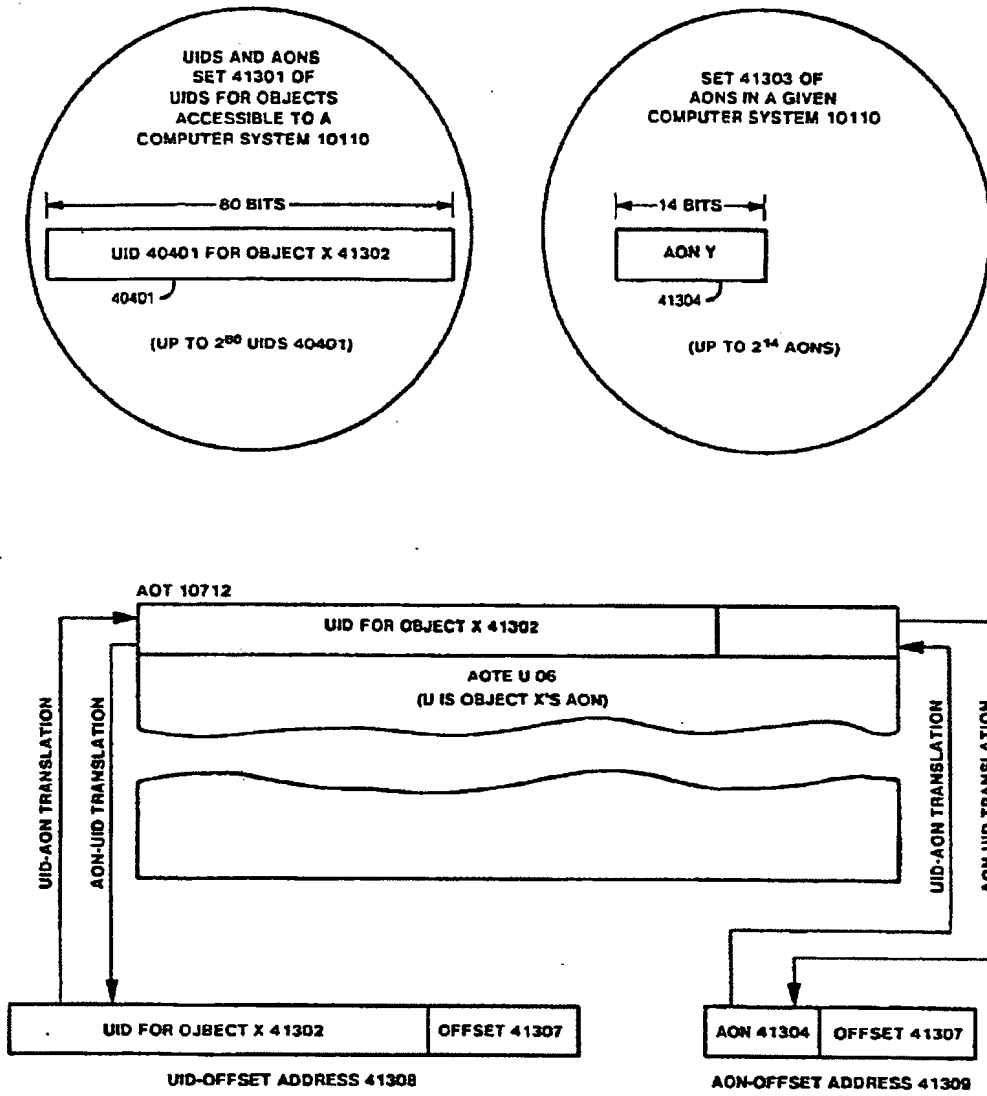 UIDS AND AONS
SET 41301 OF
UIDS FOR OBJECTS
ACCESSIBLE TO A
COMPUTER SYSTEM 10110
80 BITS
UID 40401 FOR OBJECT X 41302
40401
(UP TO 2⁸⁰ UIDS 40401)
SET 41303 OF
AONS IN A GIVEN
COMPUTER SYSTEM 10110
14 BITS
AON Y
41304
(UP TO 2¹⁴ AONS)
AOT 10712
UID FOR OBJECT X 41302
AOTE U 06
(U IS OBJECT X'S AON)
UID-AON TRANSLATION
AON-UID TRANSLATION
UID-AON TRANSLATION
AON-UID TRANSLATION
UID FOR OJBECT X 41302
OFFSET 41307
UID-OFFSET ADDRESS 41308
AON 41304
OFFSET 41307
AON-OFFSET ADDRESS 41309